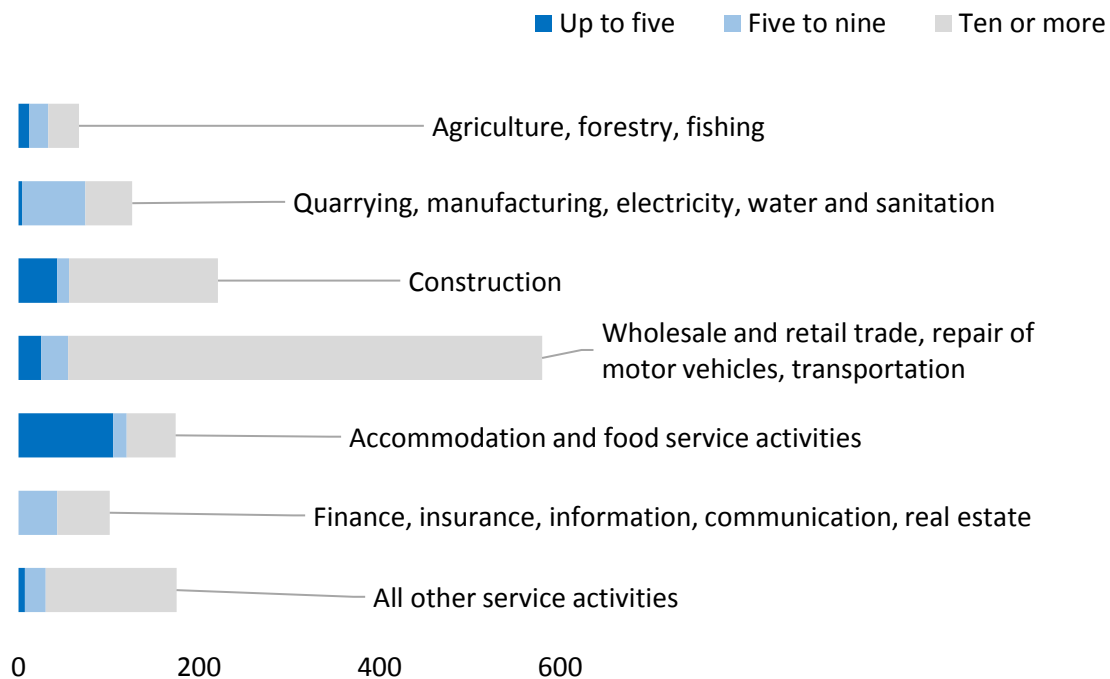 Up to five Five to nine Ten or more
Agriculture, forestry, fishing
Quarrying, manufacturing, electricity, water and sanitation
Construction
Wholesale and retail trade, repair of
motor vehicles, transportation
Accommodation and food service activities
Finance, insurance, information, communication, real estate
All other service activities
0 200 400 600